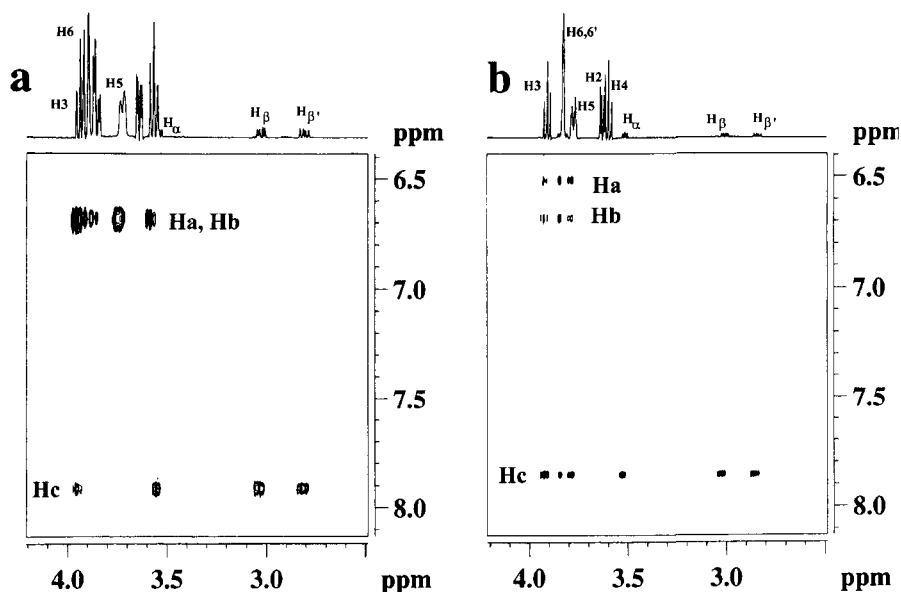 a
H6
H3
H5
Hα
Hβ
Hβ'
ppm
6.5
Ha, Hb
7.0
7.5
Hc
8.0
4.0 3.5 3.0 ppm
b
H6,6'
H3
H5
H2
H4
Hα
Hβ
Hβ'
ppm
6.5
Ha
Hb
7.0
7.5
Hc
8.0
4.0 3.5 3.0 ppm